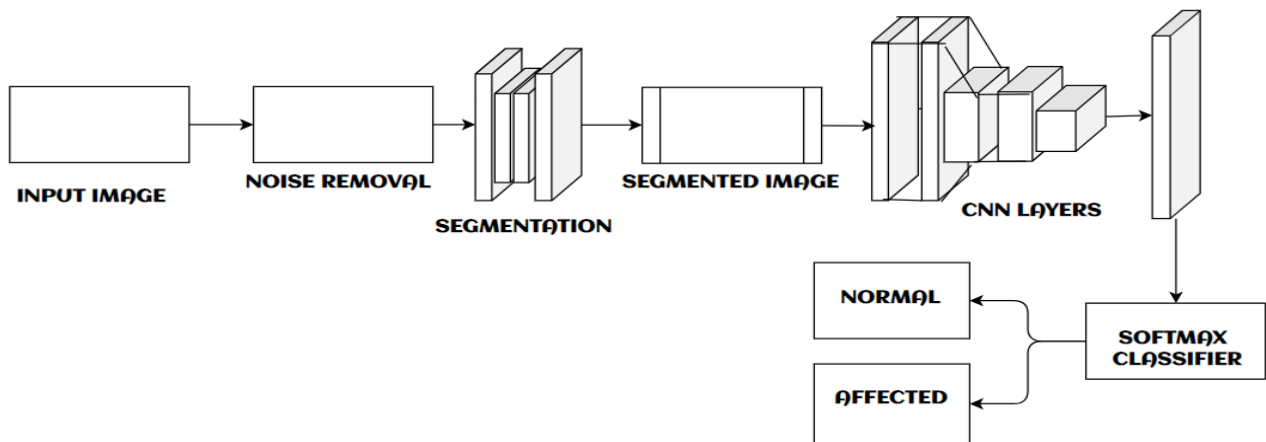 INPUT IMAGE
NOISE REMOVAL
SEGMENTATION
SEGMENTED IMAGE
CNN LAYERS
NORMAL
AFFECTED
SOFTMAX
CLASSIFIER